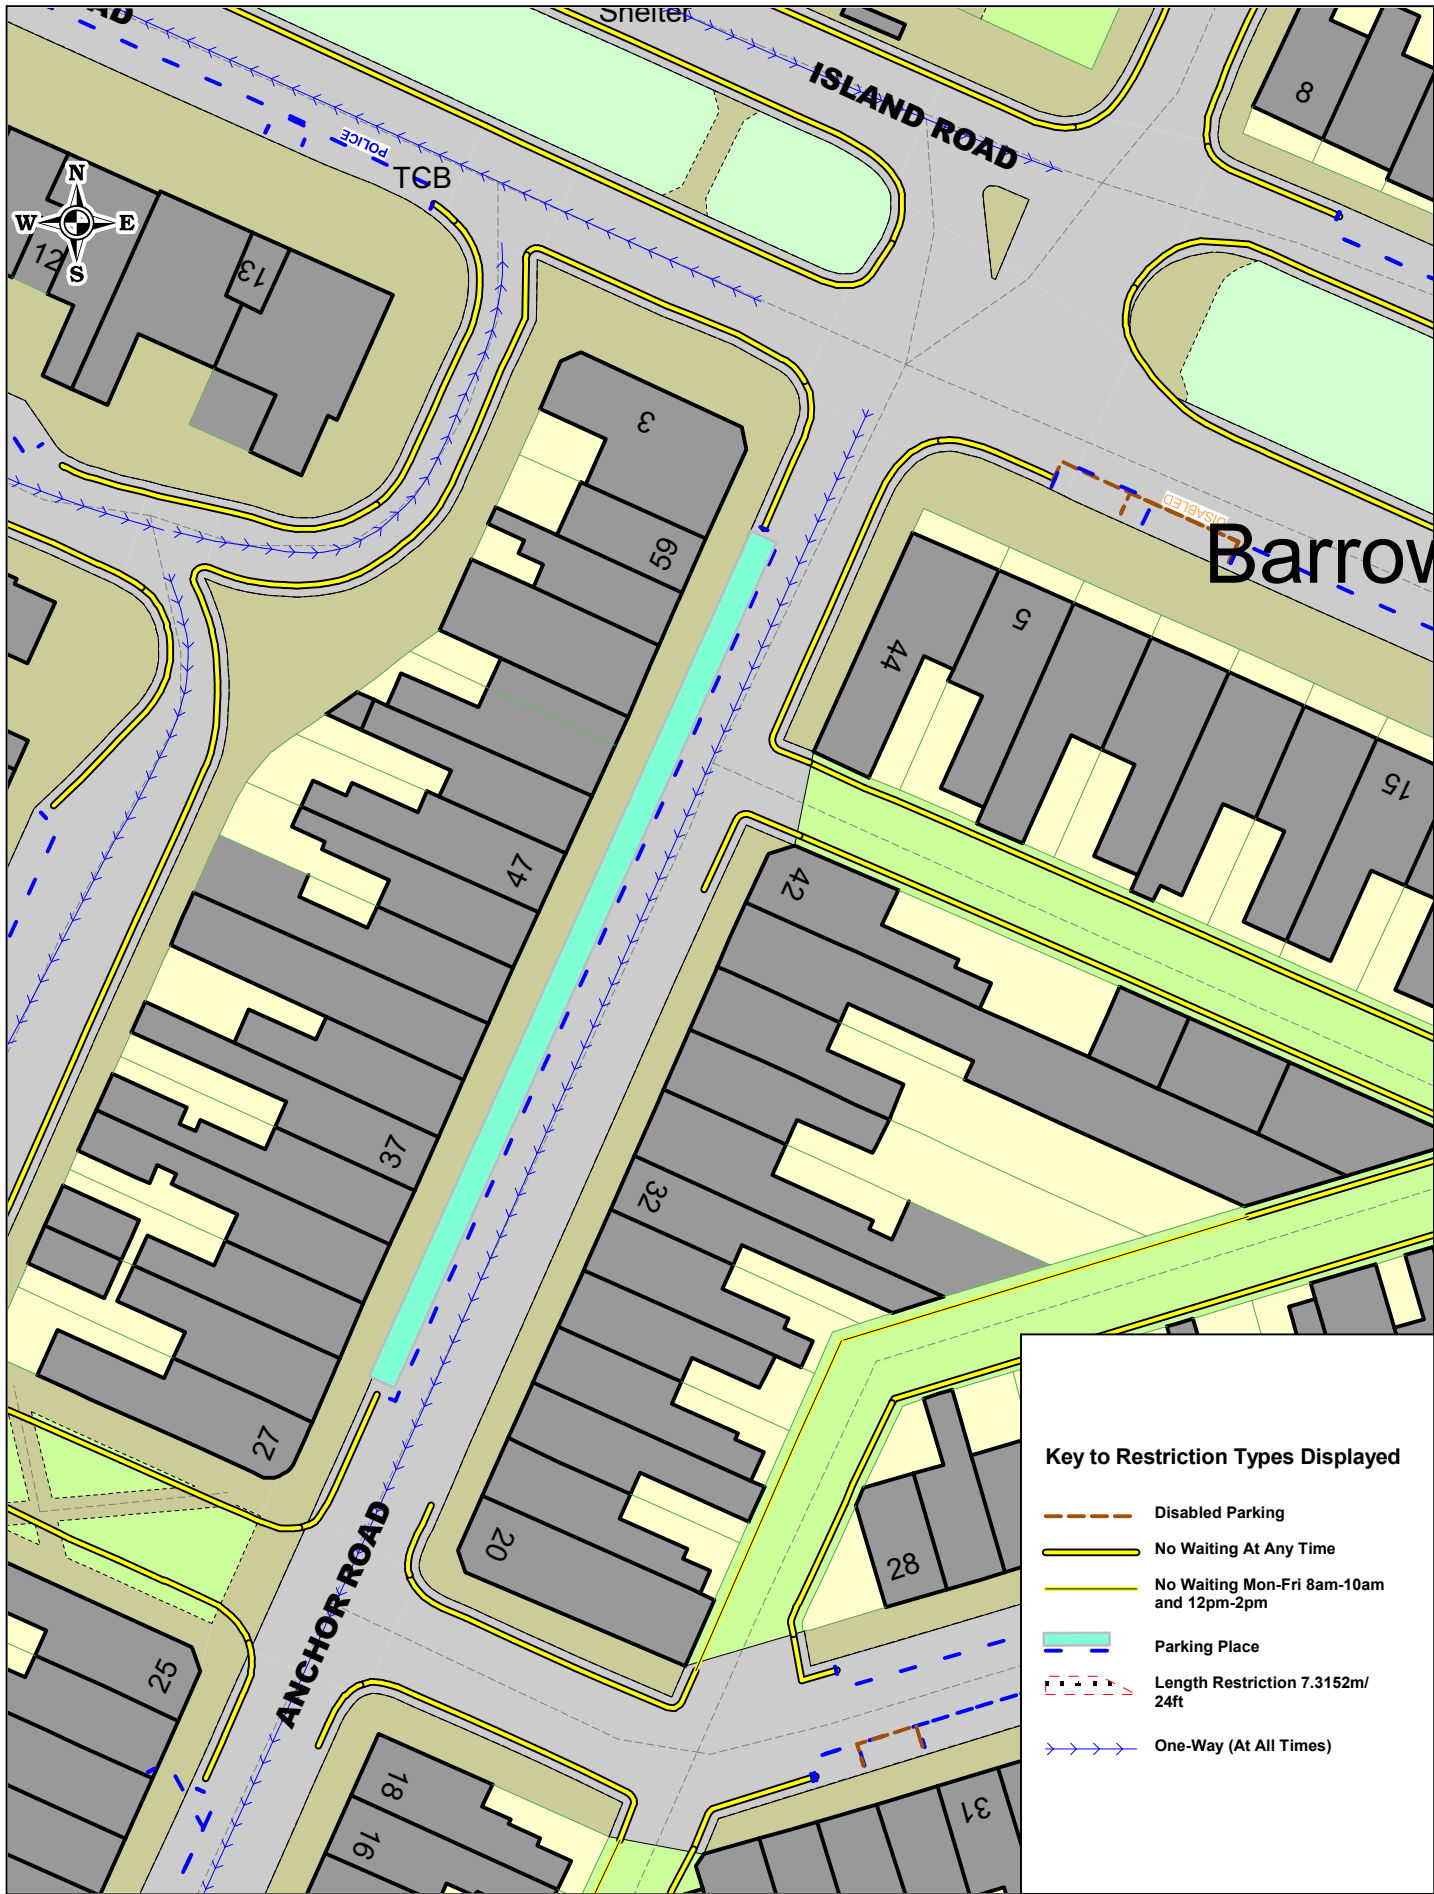 AD
Shelter
ISLAND ROAD
8
POLICE
TCB
N
W
E
S
12
13
3
59
DISABLED
Barrow
44
5
15
47
42
37
32
27
20
25
ANCHOR ROAD
28
18
16
31
Key to Restriction Types Displayed
Disabled Parking
No Waiting At Any Time
No Waiting Mon-Fri 8am-10am
and 12pm-2pm
Parking Place
Length Restriction 7.3152m/
24ft
One-Way (At All Times)